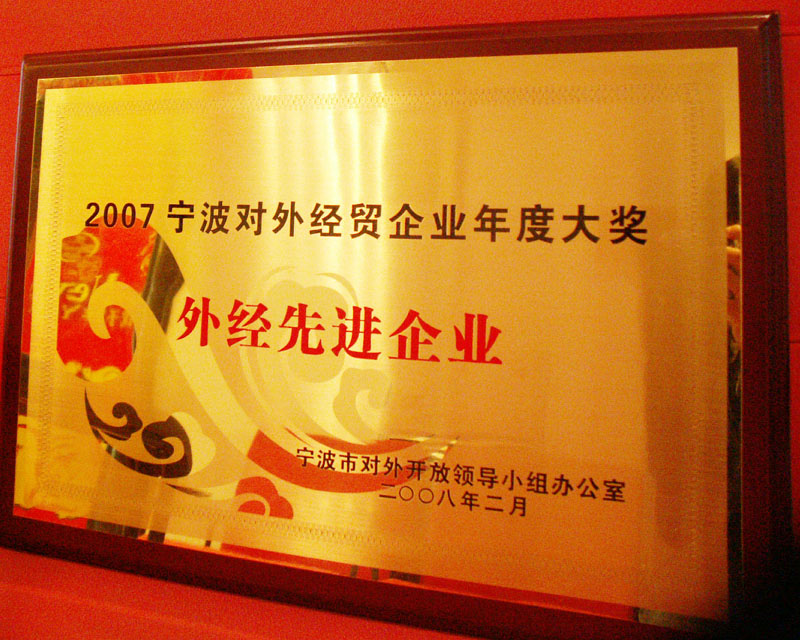 2007 宁波对外经贸企业年度大奖
外经先进企业
宁波市对外开放领导小组办公室
二〇〇八年二月